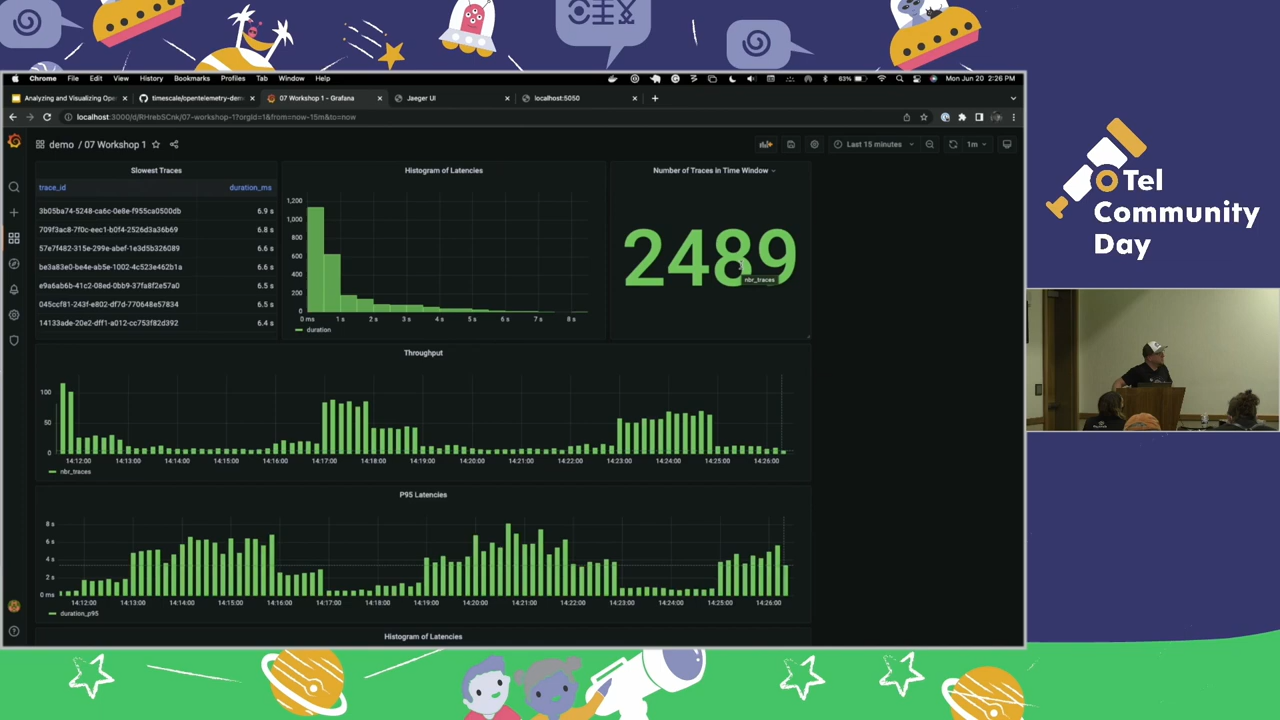 Chrome File Edit View History Bookmarks Profiles Tab Window Help
63%
Mon Jun 20 2:26 PM
Analyzing and Visualizing Ope
timescale/opentelemetry-dem
07 Workshop 1 - Grafana
Jaeger UI
localhost:5050
localhost:3000/d/RHrebSCnk/07-workshop-1?orgId=1&from=now-15m&to=now
demo / 07 Workshop 1
Last 15 minutes
1m
Slowest Traces
trace_id duration_ms
3b05ba74-5248-ca6c-0e8e-f955ca0500db 6.9 s
709f3ac8-7f0c-eec1-b0f4-2526d3a36b69 6.8 s
57e7f482-315e-299e-abef-1e3d5b326089 6.6 s
be3a83e0-be4e-ab5e-1002-4c523e462b1a 6.6 s
e9a6ab6b-41c2-08ed-0bb9-37fa8f2e57a0 6.5 s
045ccf81-243f-e802-df7d-770648e57834 6.5 s
14133ade-20e2-dff1-a012-cc753f82d392 6.4 s
Histogram of Latencies
1,200
1,000
800
600
400
200
0
0 ms 1 s 2 s 3 s 4 s 5 s 6 s 7 s 8 s
duration
Number of Traces in Time Window
2489
nbr_traces
Throughput
100
50
0
14:12:00 14:13:00 14:14:00 14:15:00 14:16:00 14:17:00 14:18:00 14:19:00 14:20:00 14:21:00 14:22:00 14:23:00 14:24:00 14:25:00 14:26:00
nbr_traces
P95 Latencies
8 s
6 s
4 s
2 s
0 ms
14:12:00 14:13:00 14:14:00 14:15:00 14:16:00 14:17:00 14:18:00 14:19:00 14:20:00 14:21:00 14:22:00 14:23:00 14:24:00 14:25:00 14:26:00
duration_p95
Histogram of Latencies
OTel
Community
Day